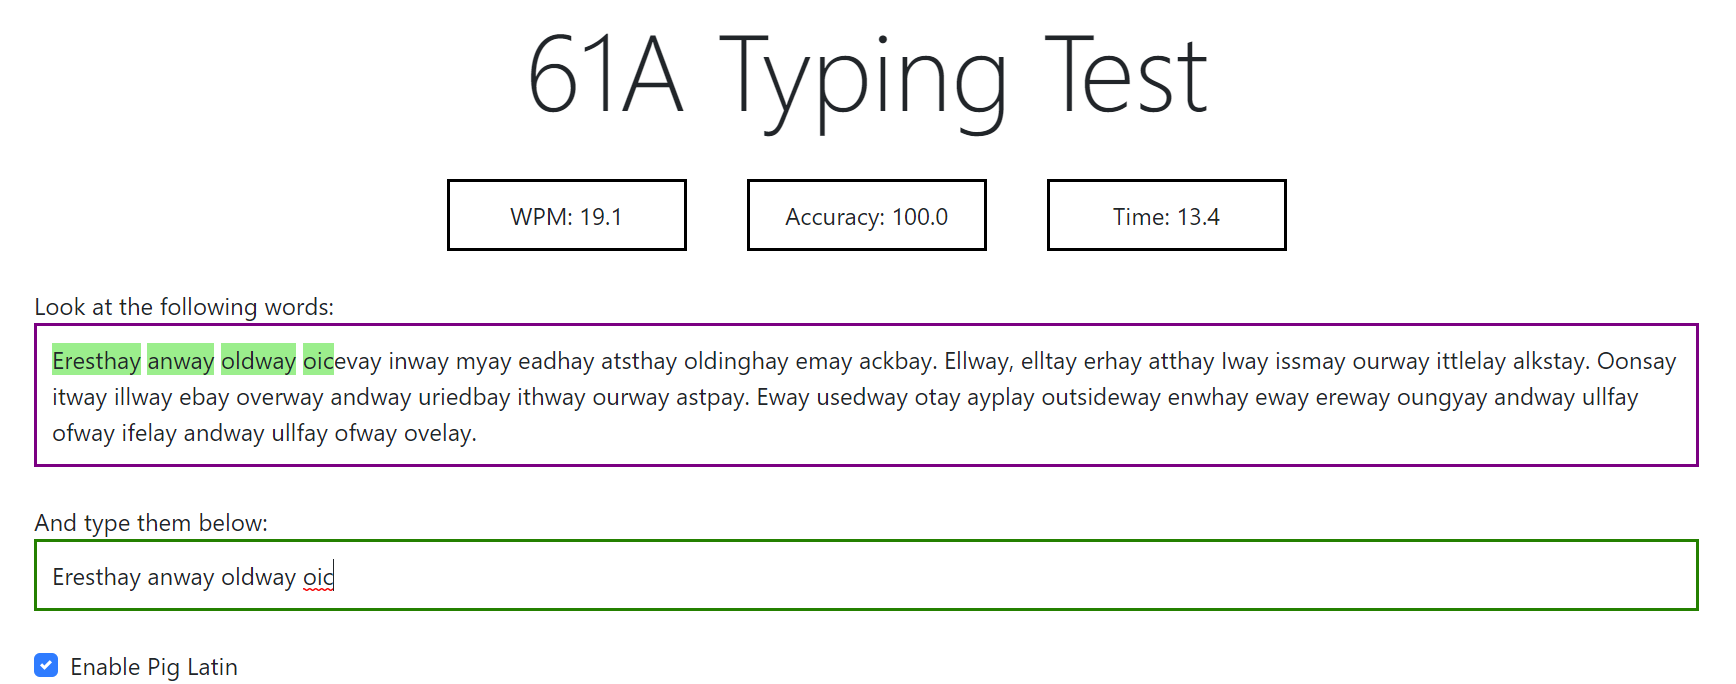 61A Typing Test
WPM: 19.1
Accuracy: 100.0
Time: 13.4
Look at the following words:
Eresthay anway oldway oicevay inway myay eadhay atsthay oldinghay emay ackbay. Ellway, elltay erhay atthay Iway issmay ourway ittlelay alkstay. Oonsay
itway illway ebay overway andway uriedbay ithway ourway astpay. Eway usedway otay ayplay outsideway enwhay eway ereway oungyay andway ullfay
ofway ifelay andway ullfay ofway ovelay.
And type them below:
Eresthay anway oldway oic
Enable Pig Latin